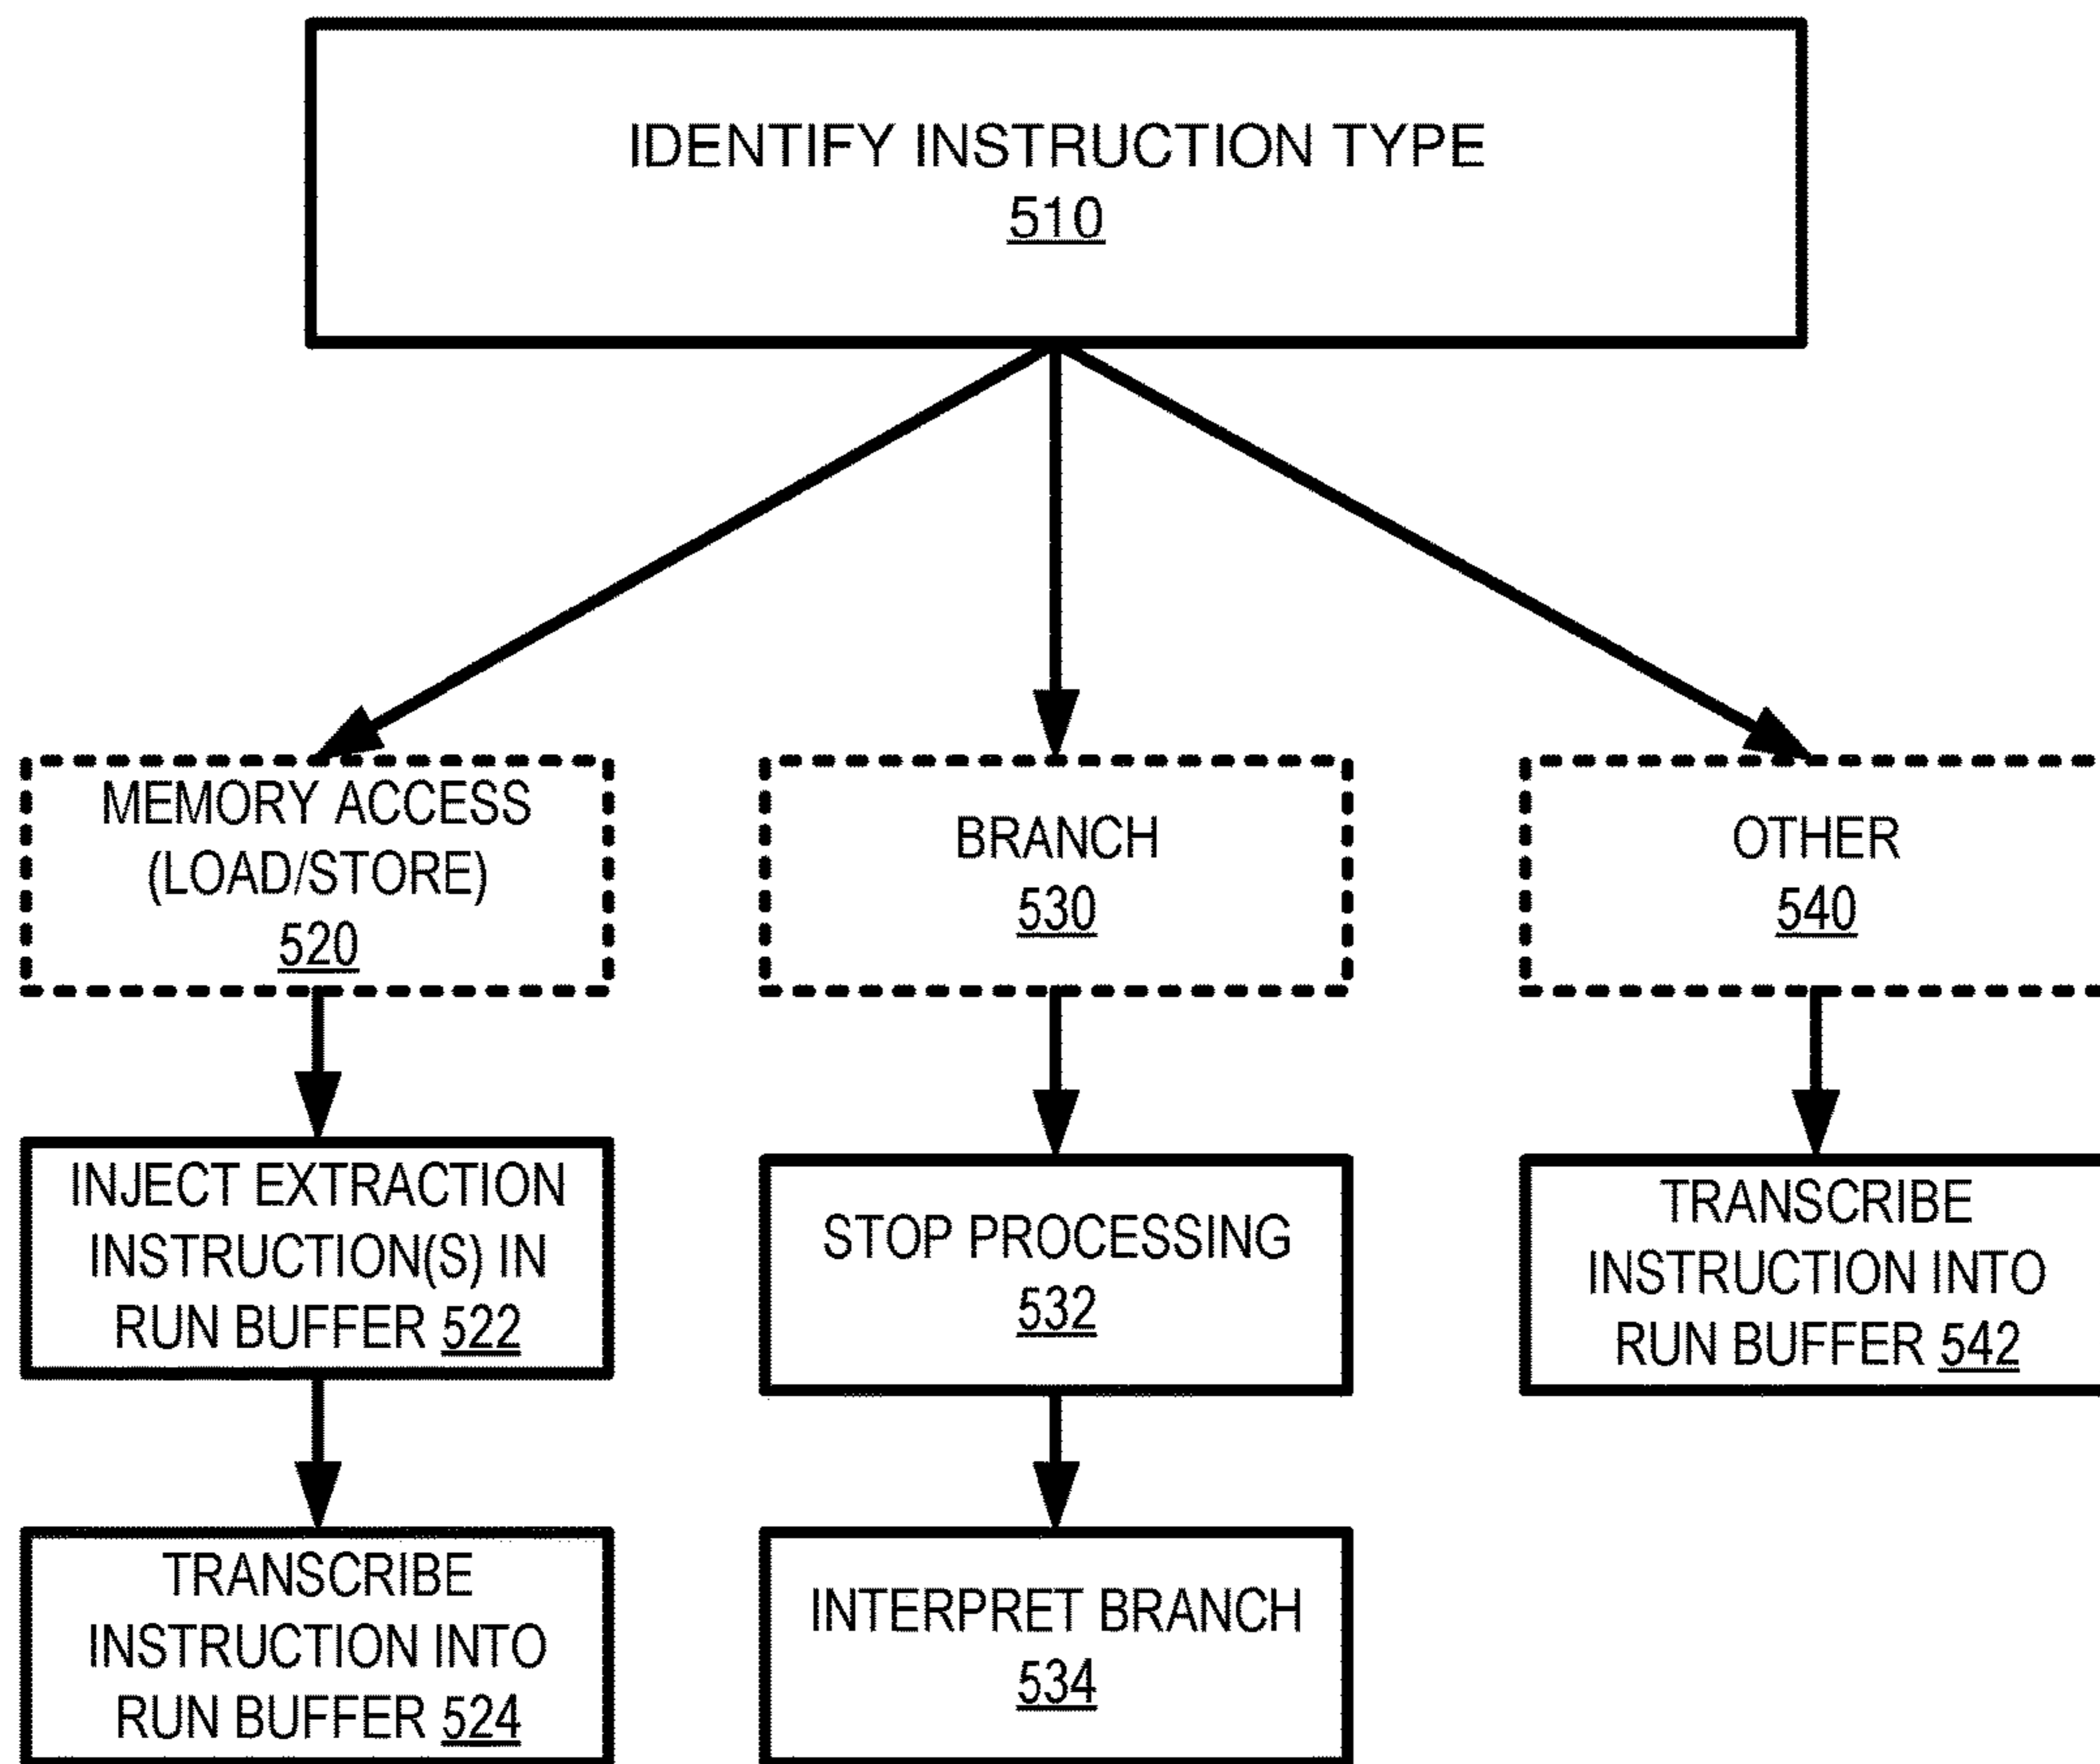 IDENTIFY INSTRUCTION TYPE
510
MEMORY ACCESS
(LOAD/STORE)
520
BRANCH
530
OTHER
540
INJECT EXTRACTION
INSTRUCTION(S) IN
RUN BUFFER 522
STOP PROCESSING
532
TRANSCRIBE
INSTRUCTION INTO
RUN BUFFER 542
TRANSCRIBE
INSTRUCTION INTO
RUN BUFFER 524
INTERPRET BRANCH
534